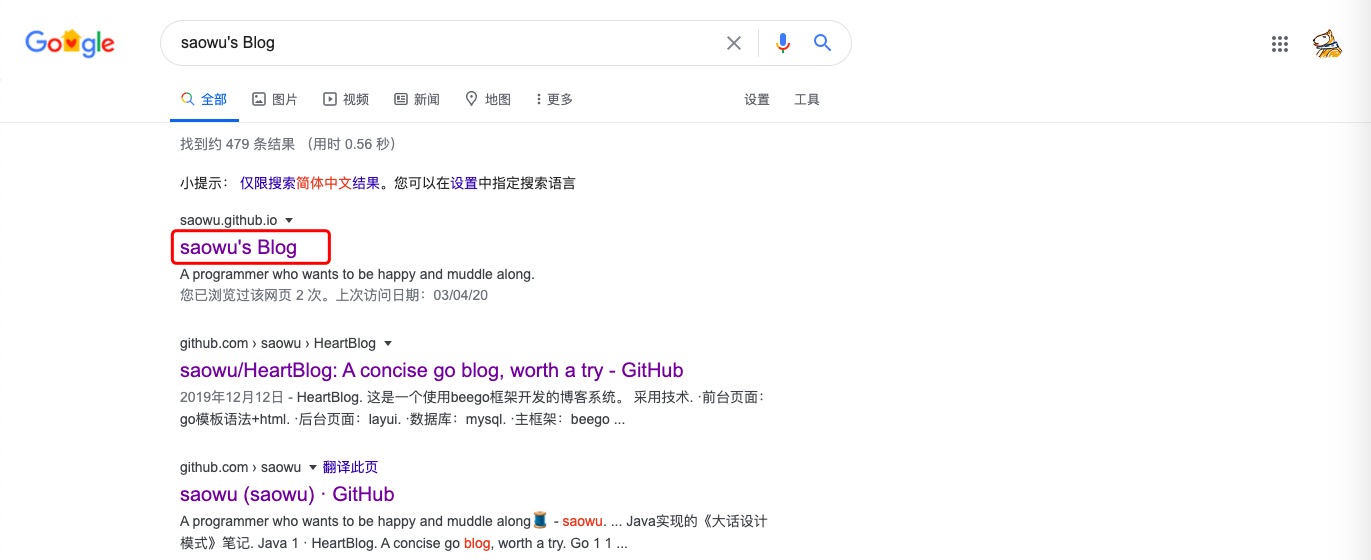 Google
saowu's Blog
全部 图片 视频 新闻 地图 更多 设置 工具
找到约 479 条结果 （用时 0.56 秒）
小提示： 仅限搜索简体中文结果。您可以在设置中指定搜索语言
saowu.github.io
saowu's Blog
A programmer who wants to be happy and muddle along.
您已浏览过该网页 2 次。上次访问日期：03/04/20
github.com › saowu › HeartBlog
saowu/HeartBlog: A concise go blog, worth a try - GitHub
2019年12月12日 - HeartBlog. 这是一个使用beego框架开发的博客系统。 采用技术. ·前台页面：
go模板语法+html. ·后台页面：layui. ·数据库：mysql. ·主框架：beego ...
github.com › saowu 翻译此页
saowu (saowu) · GitHub
A programmer who wants to be happy and muddle along🧵 - saowu. ... Java实现的《大话设计
模式》笔记. Java 1 · HeartBlog. A concise go blog, worth a try. Go 1 1 ...